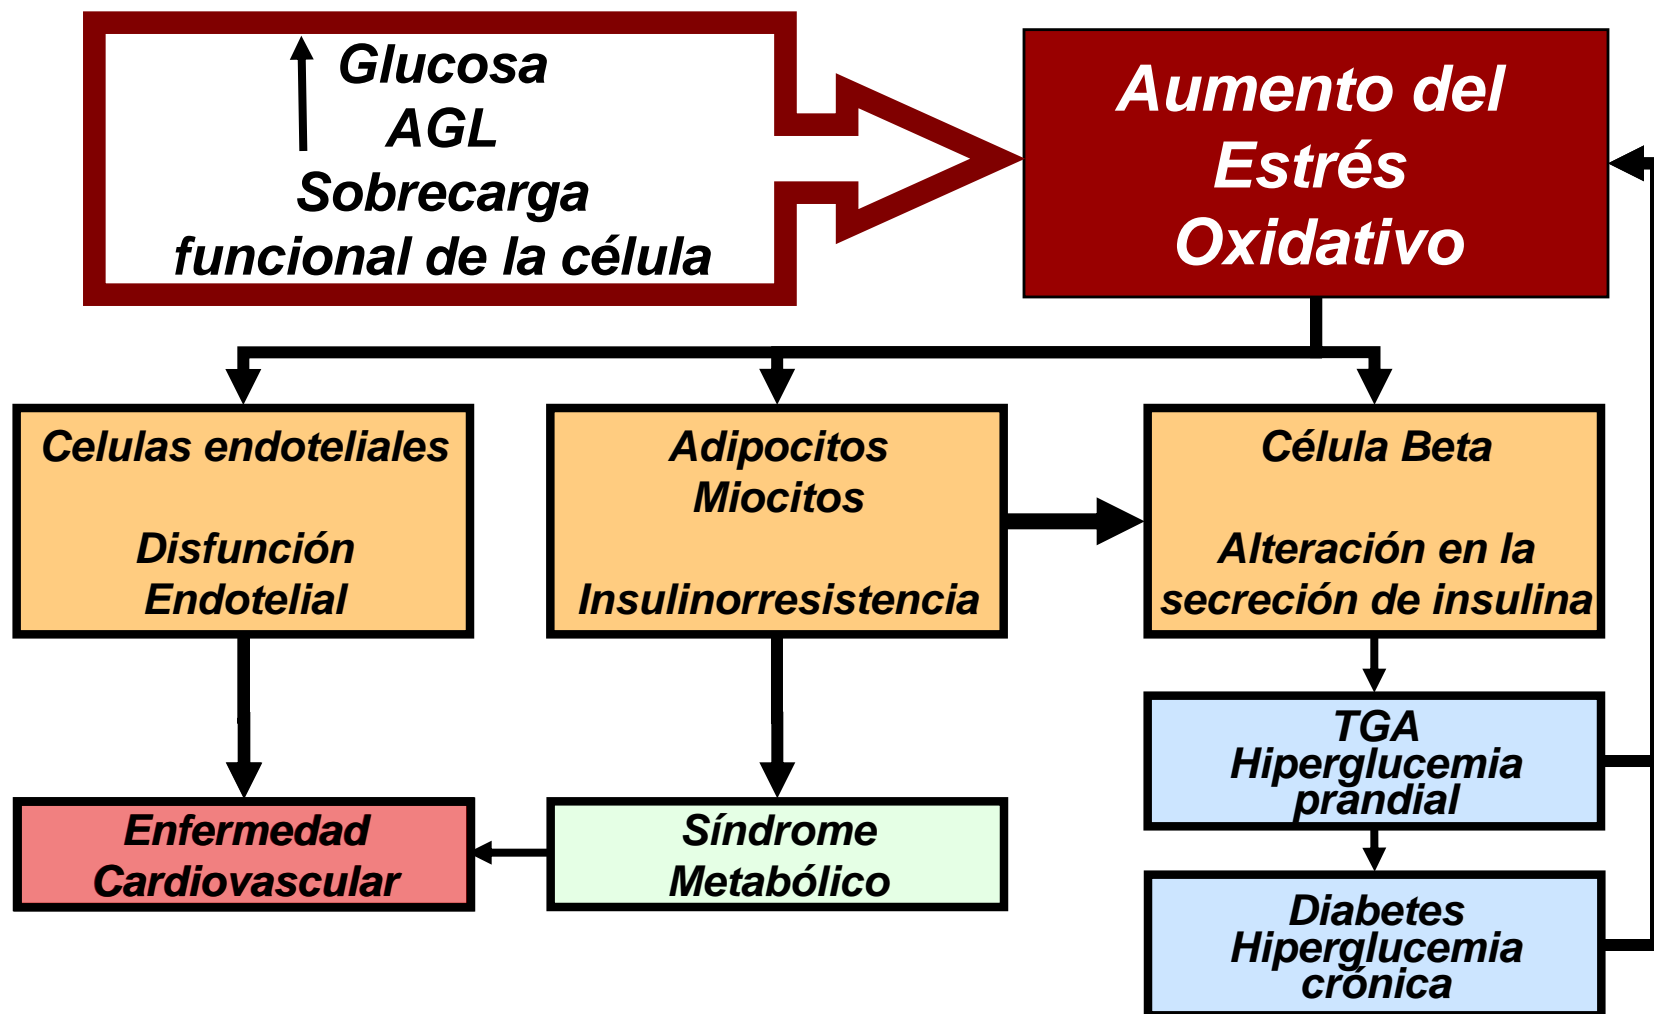 Glucosa
AGL
Sobrecarga
funcional de la célula
Aumento del
Estrés
Oxidativo
Celulas endoteliales
Disfunción
Endotelial
Adipocitos
Miocitos
Insulinorresistencia
Célula Beta
Alteración en la
secreción de insulina
TGA
Hiperglucemia
prandial
Enfermedad
Cardiovascular
Síndrome
Metabólico
Diabetes
Hiperglucemia
crónica